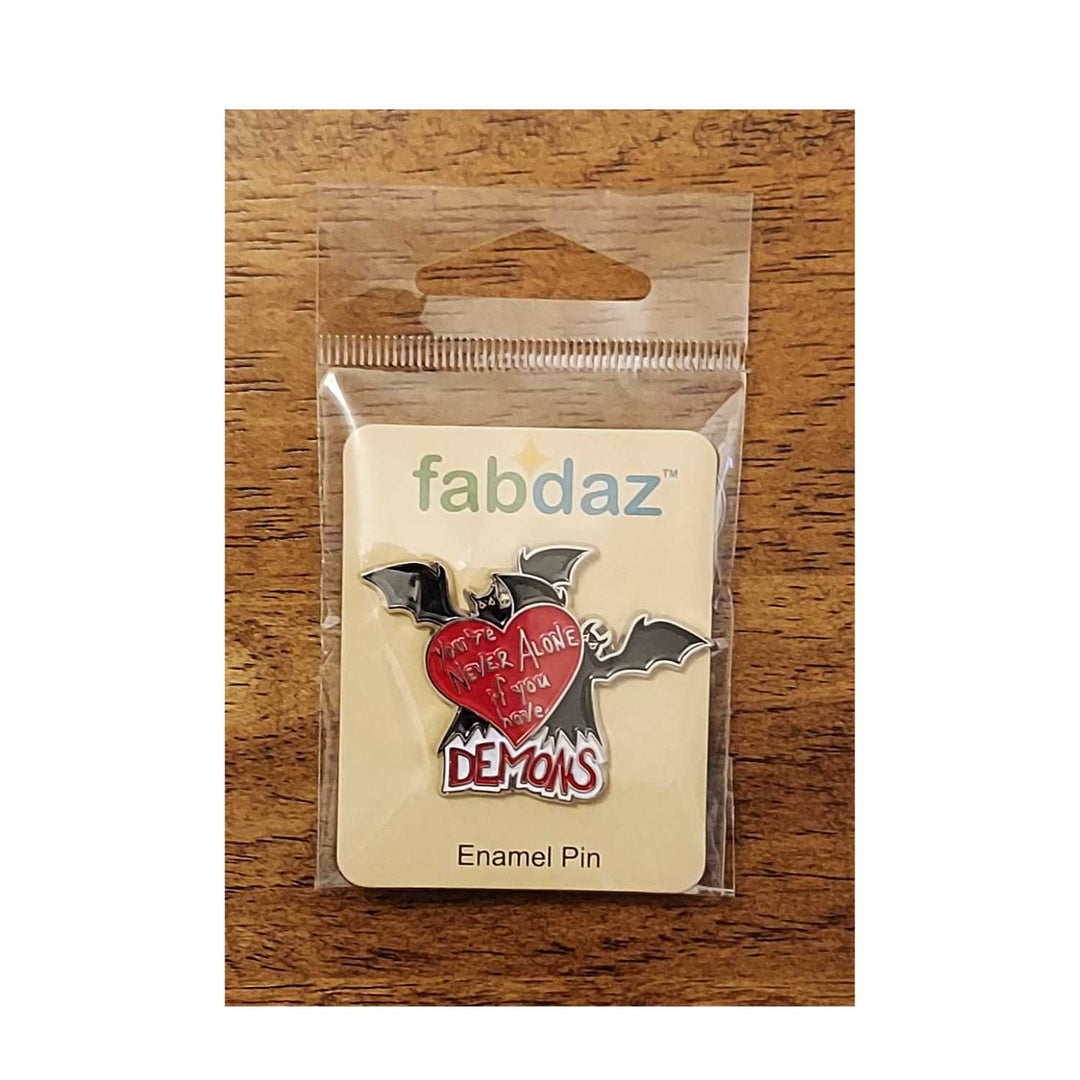 fabdaz™
You're
NEVER ALONE
if you
have
DEMONS
Enamel Pin